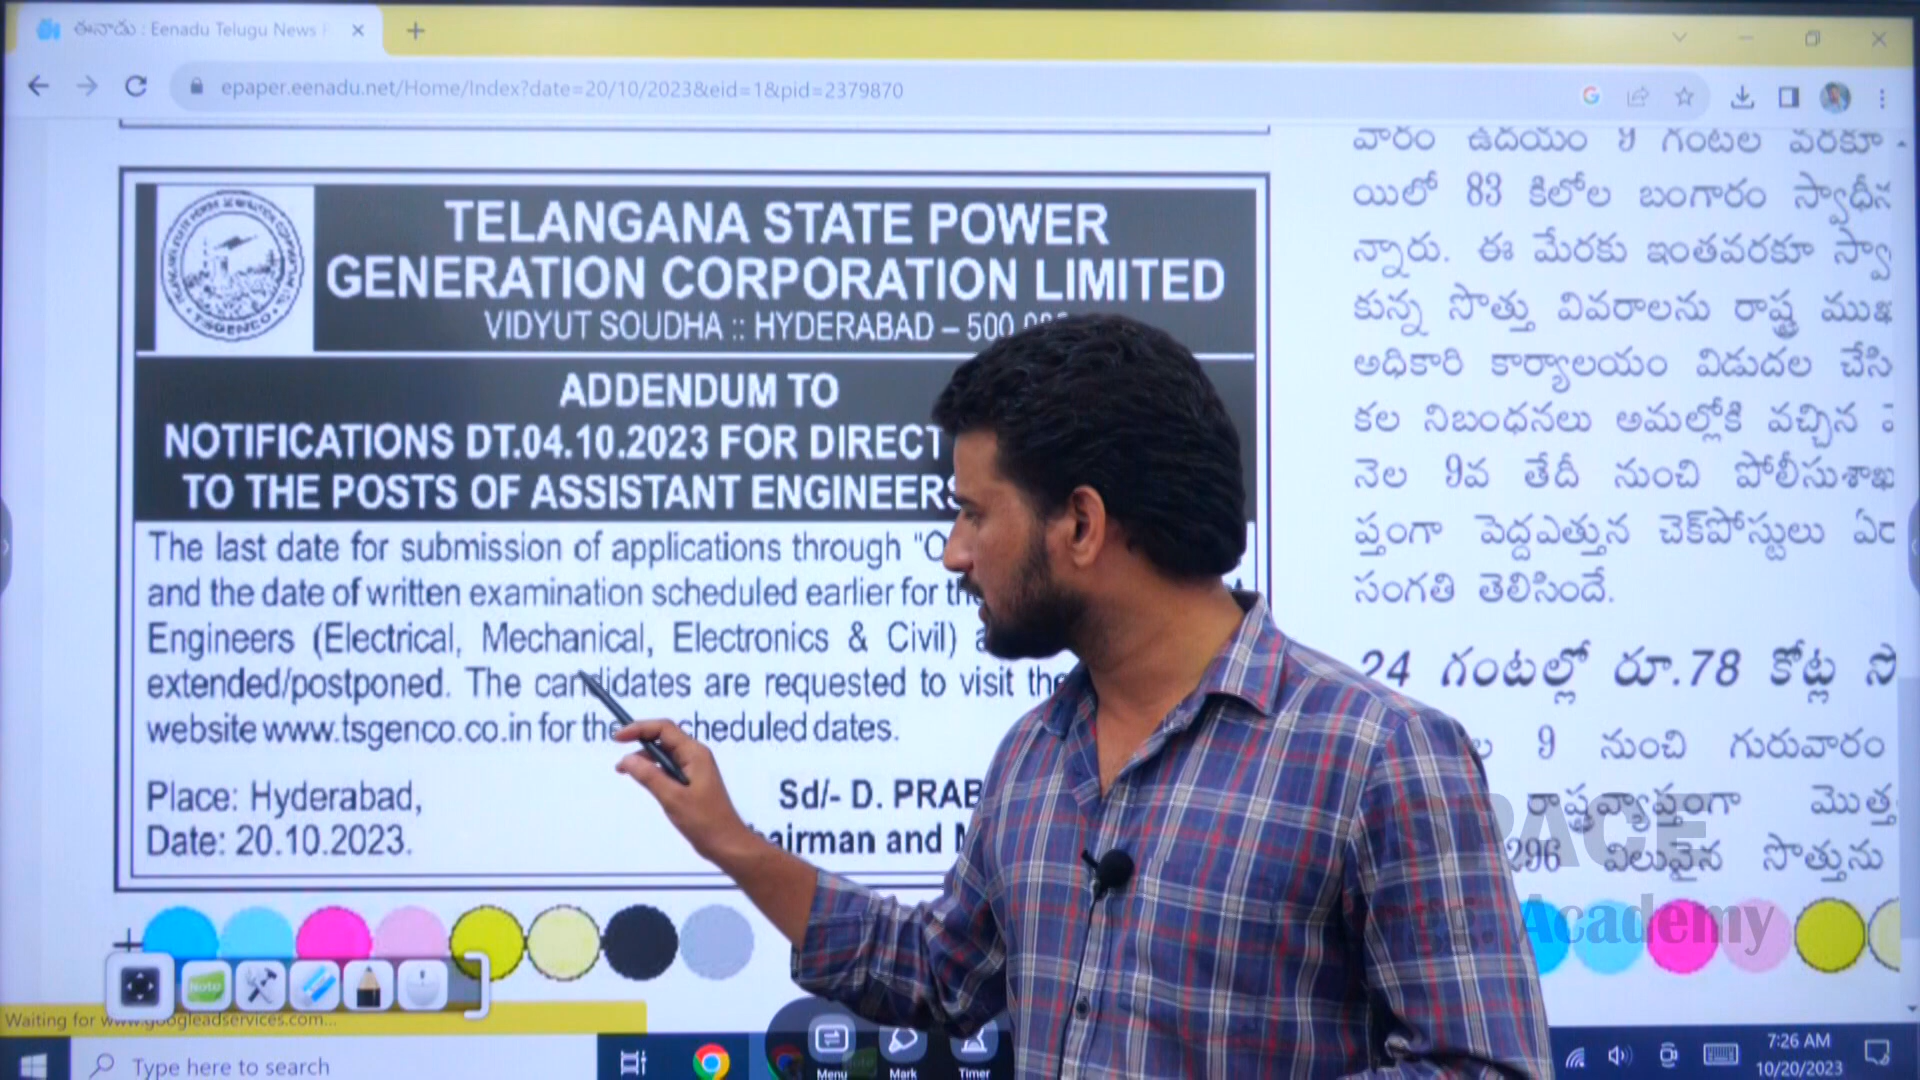 ఈనాడు : Eenadu Telugu News
epaper.eenadu.net/Home/Index?date=20/10/2023&eid=1&pid=2379870
TSGENCO
TELANGANA STATE POWER
GENERATION CORPORATION LIMITED
VIDYUT SOUDHA :: HYDERABAD – 500
ADDENDUM TO
NOTIFICATIONS DT.04.10.2023 FOR DIRECT
TO THE POSTS OF ASSISTANT ENGINEERS
The last date for submission of applications through "O
and the date of written examination scheduled earlier for
Engineers (Electrical, Mechanical, Electronics & Civil)
extended/postponed. The candidates are requested to visit the
website www.tsgenco.co.in for the scheduled dates.
Place: Hyderabad,
Date: 20.10.2023.
Sd/- D. PRAB
hairman and M
వారం ఉదయం 9 గంటల వరకూ
యిలో 83 కిలోల బంగారం స్వాధీన
న్నారు. ఈ మేరకు ఇంతవరకూ స్వా
కున్న సొత్తు వివరాలను రాష్ట్ర ముఖ
అధికారి కార్యాలయం విడుదల చేసి
కల నిబంధనలు అమల్లోకి వచ్చిన
నెల 9వ తేదీ నుంచి పోలీసుశాఖ
ప్తంగా పెద్దఎత్తున చెక్‌పోస్టులు ఏర
సంగతి తెలిసిందే.
24 గంటల్లో రూ.78 కోట్ల సొ
ల 9 నుంచి గురువారం
రాష్ట్రవ్యాప్తంగా మొత్త
296 విలువైన సొత్తును
PACE
Engg. Academy
Note
Waiting for www.googleadservices.com...
Type here to search
Menu
Mark
Timer
7:26 AM
10/20/2023